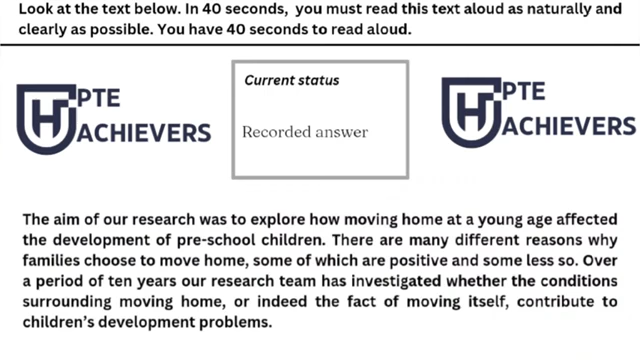 Look at the text below. In 40 seconds, you must read this text aloud as naturally and
clearly as possible. You have 40 seconds to read aloud.
PTE
ACHIEVERS
Current status
Recorded answer
PTE
ACHIEVERS
The aim of our research was to explore how moving home at a young age affected
the development of pre-school children. There are many different reasons why
families choose to move home, some of which are positive and some less so. Over
a period of ten years our research team has investigated whether the conditions
surrounding moving home, or indeed the fact of moving itself, contribute to
children's development problems.